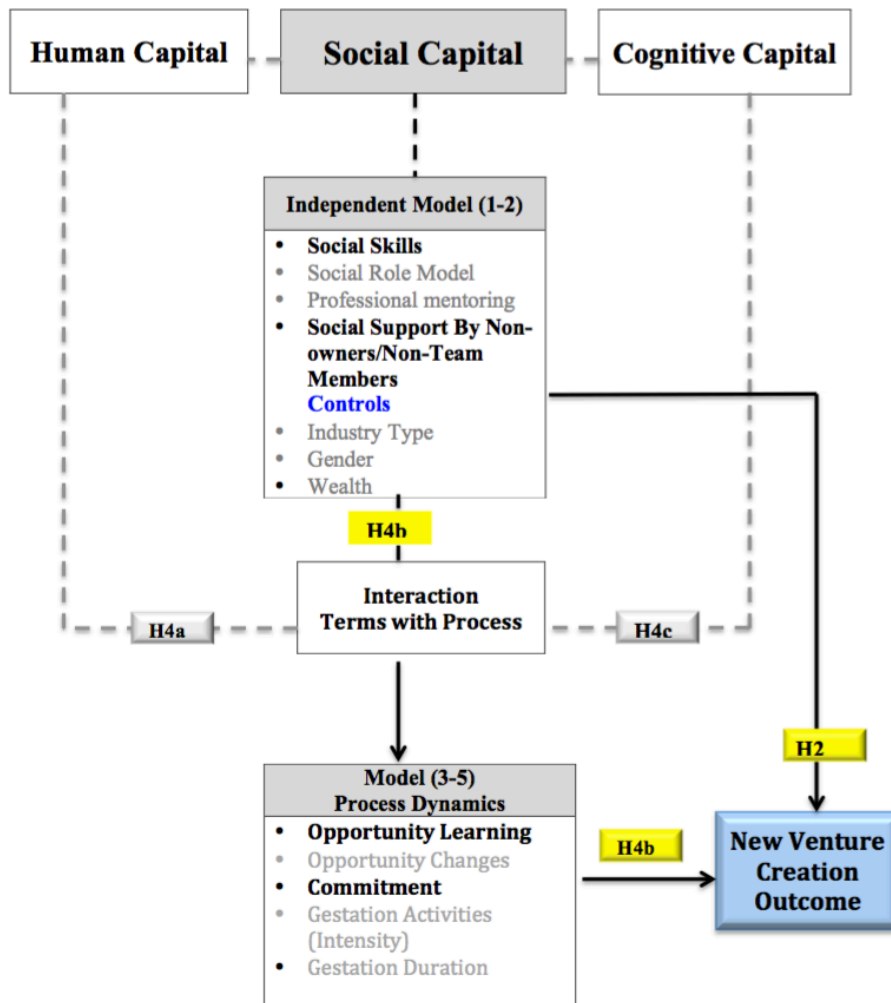 Human Capital
Social Capital
Cognitive Capital
Independent Model (1-2)
• Social Skills
• Social Role Model
• Professional mentoring
• Social Support By Non-
owners/Non-Team
Members
Controls
• Industry Type
• Gender
• Wealth
H4b
Interaction
Terms with Process
H4a
H4c
H2
Model (3-5)
Process Dynamics
• Opportunity Learning
• Opportunity Changes
• Commitment
• Gestation Activities
(Intensity)
• Gestation Duration
H4b
New Venture
Creation
Outcome